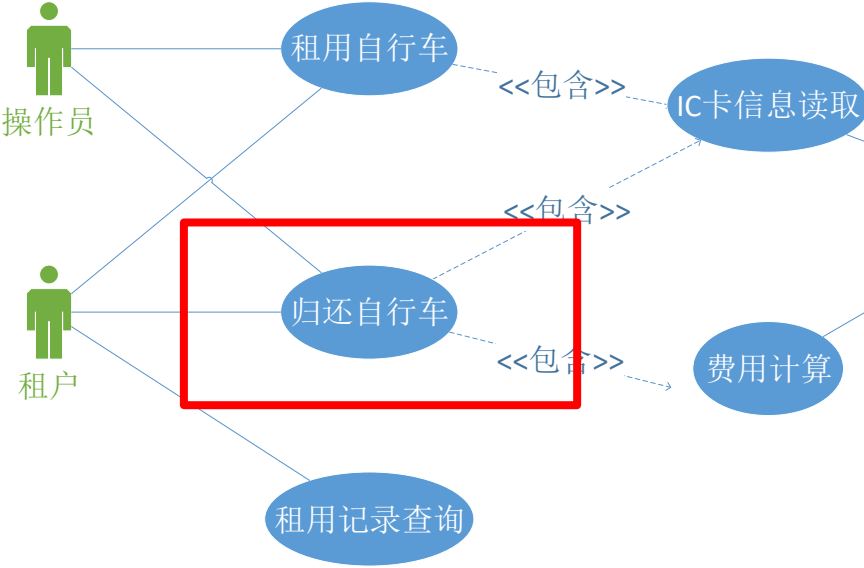 租用自行车
<<包含>>
IC卡信息读取
操作员
<<包含>>
归还自行车
<<包含>>
费用计算
租户
租用记录查询